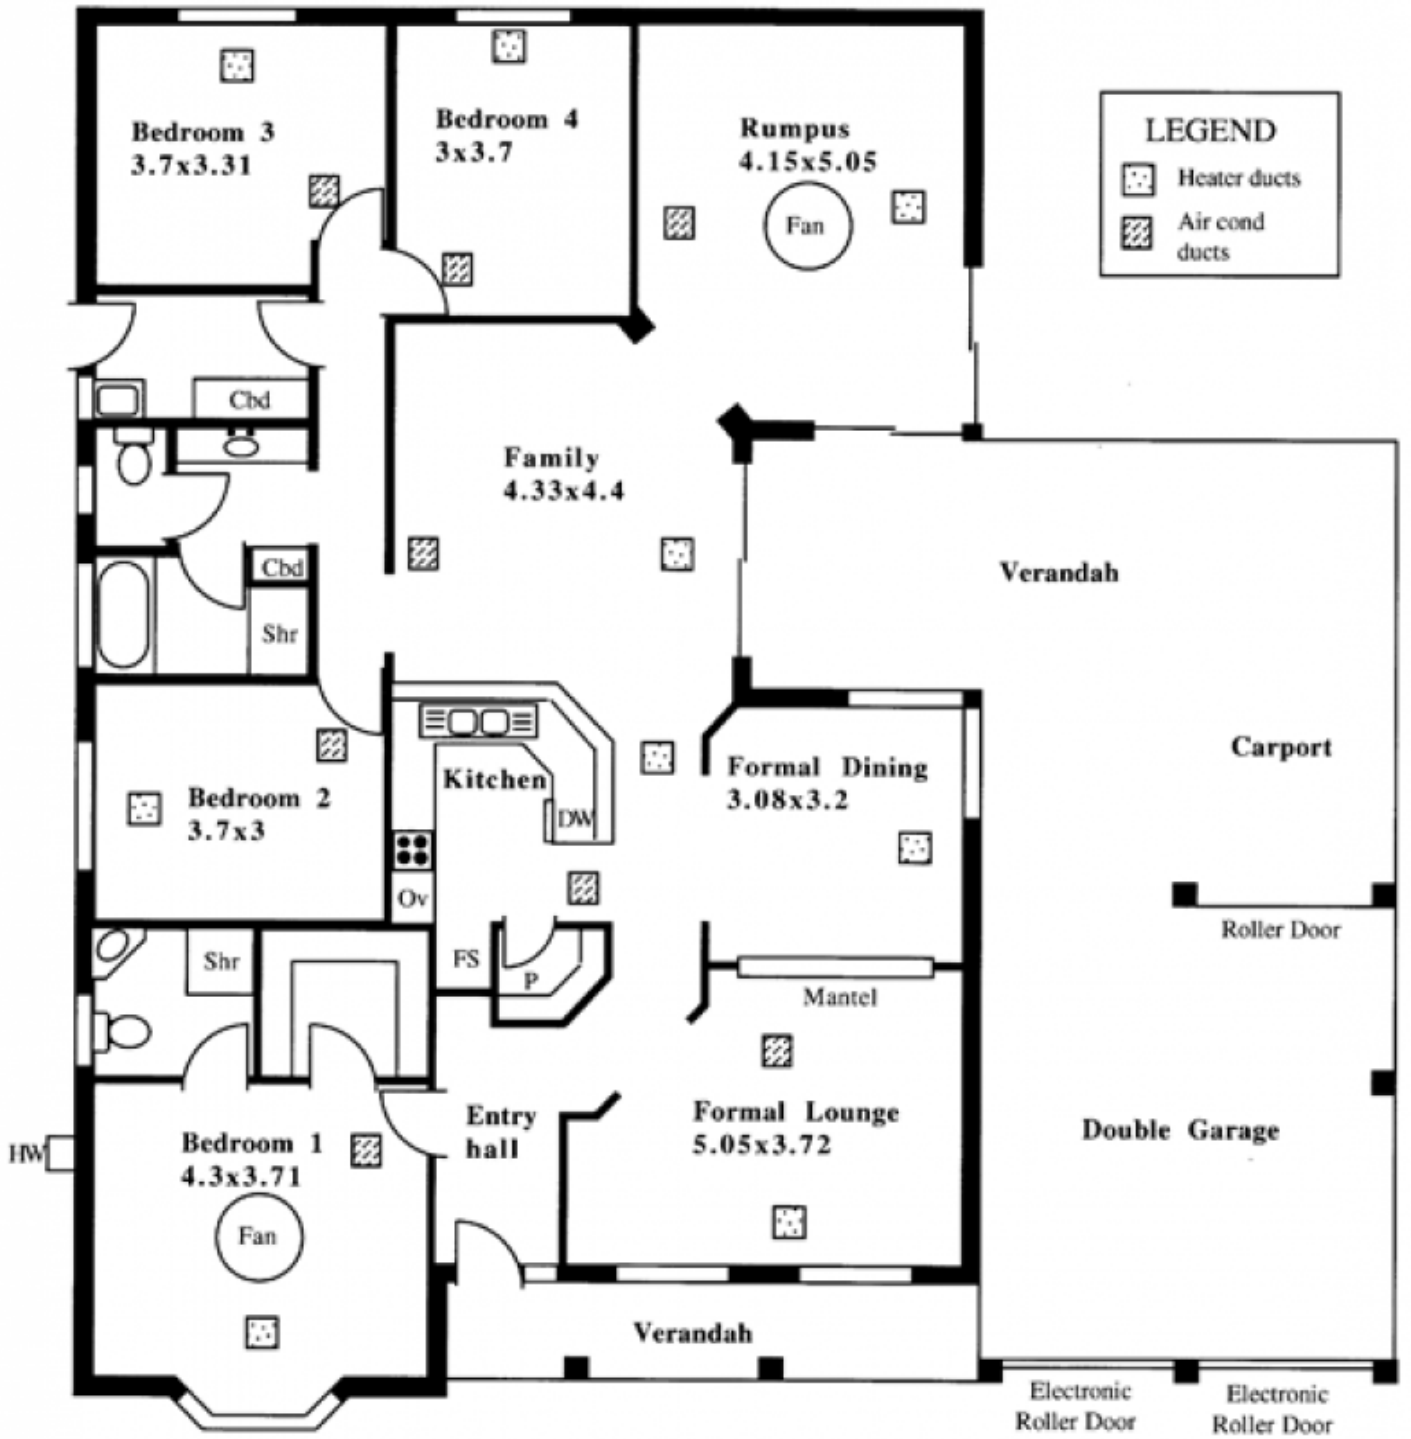 Bedroom 3
3.7x3.31
Bedroom 4
3x3.7
Rumpus
4.15x5.05
Fan
LEGEND
Heater ducts
Air cond
ducts
Cbd
Family
4.33x4.4
Cbd
Shr
Verandah
Kitchen
DW
Ov
FS
P
Formal Dining
3.08x3.2
Carport
Bedroom 2
3.7x3
Roller Door
Shr
Mantel
Entry
hall
Formal Lounge
5.05x3.72
Double Garage
HW
Bedroom 1
4.3x3.71
Fan
Verandah
Electronic
Roller Door
Electronic
Roller Door